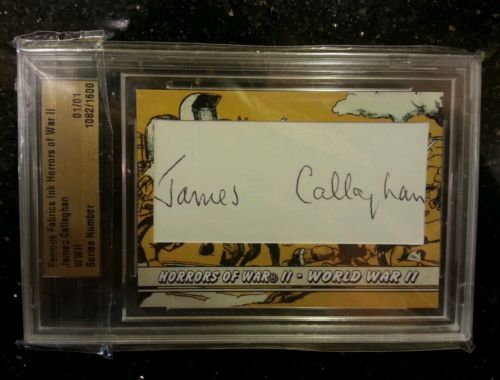 Famous Fabrics Ink Horrors of War II
James Callaghan
WWII
Series Number
01/01
1082/1600
James Callaghan
HORRORS OF WAR® II - WORLD WAR II